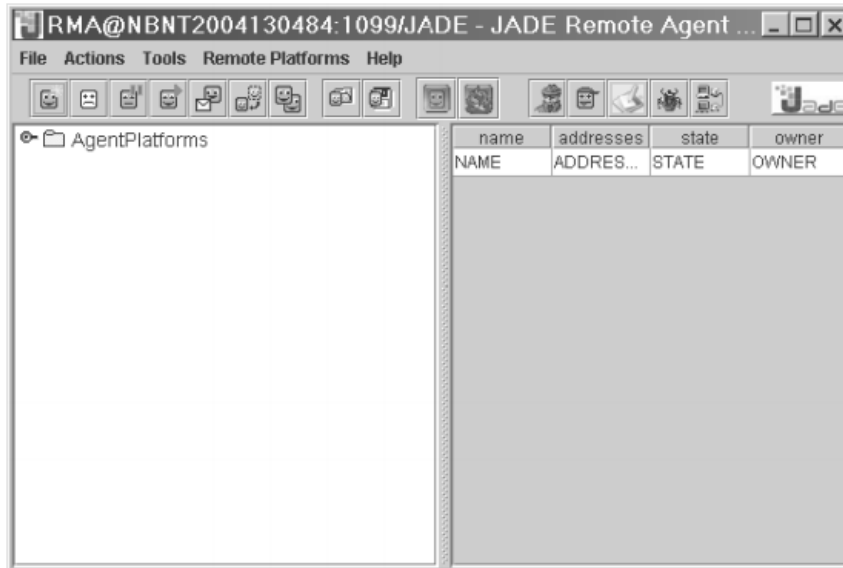 RMA@NBNT2004130484:1099/JADE - JADE Remote Agent ...
File Actions Tools Remote Platforms Help
Jade
AgentPlatforms
name addresses state owner
NAME ADDRES... STATE OWNER